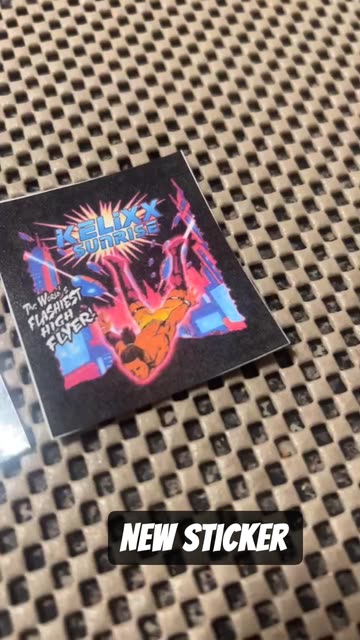 KELIXX
SUNRISE
THE WORLD'S
FLASHIEST
HIGH
FLYER!
NEW STICKER